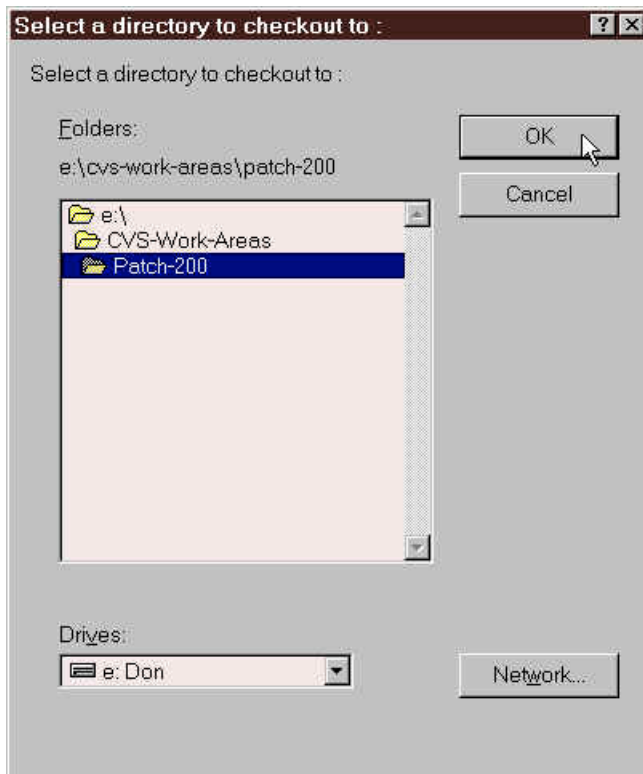 Select a directory to checkout to :
Select a directory to checkout to :
Folders:
e:\cvs-work-areas\patch-200
OK
Cancel
e:\
CVS-Work-Areas
Patch-200
Drives:
e: Don
Network...